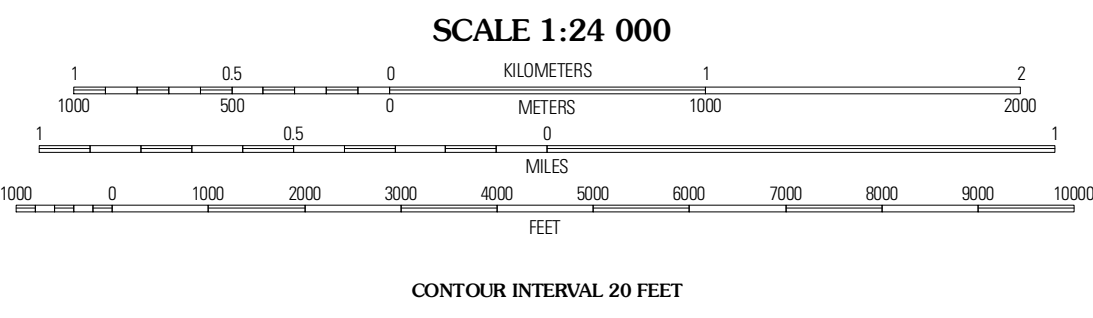 SCALE 1:24 000
1 0.5 0 KILOMETERS 1 2
1000 500 0 METERS 1000 2000
1 0.5 0 1
MILES
1000 0 1000 2000 3000 4000 5000 6000 7000 8000 9000 10000
FEET
CONTOUR INTERVAL 20 FEET